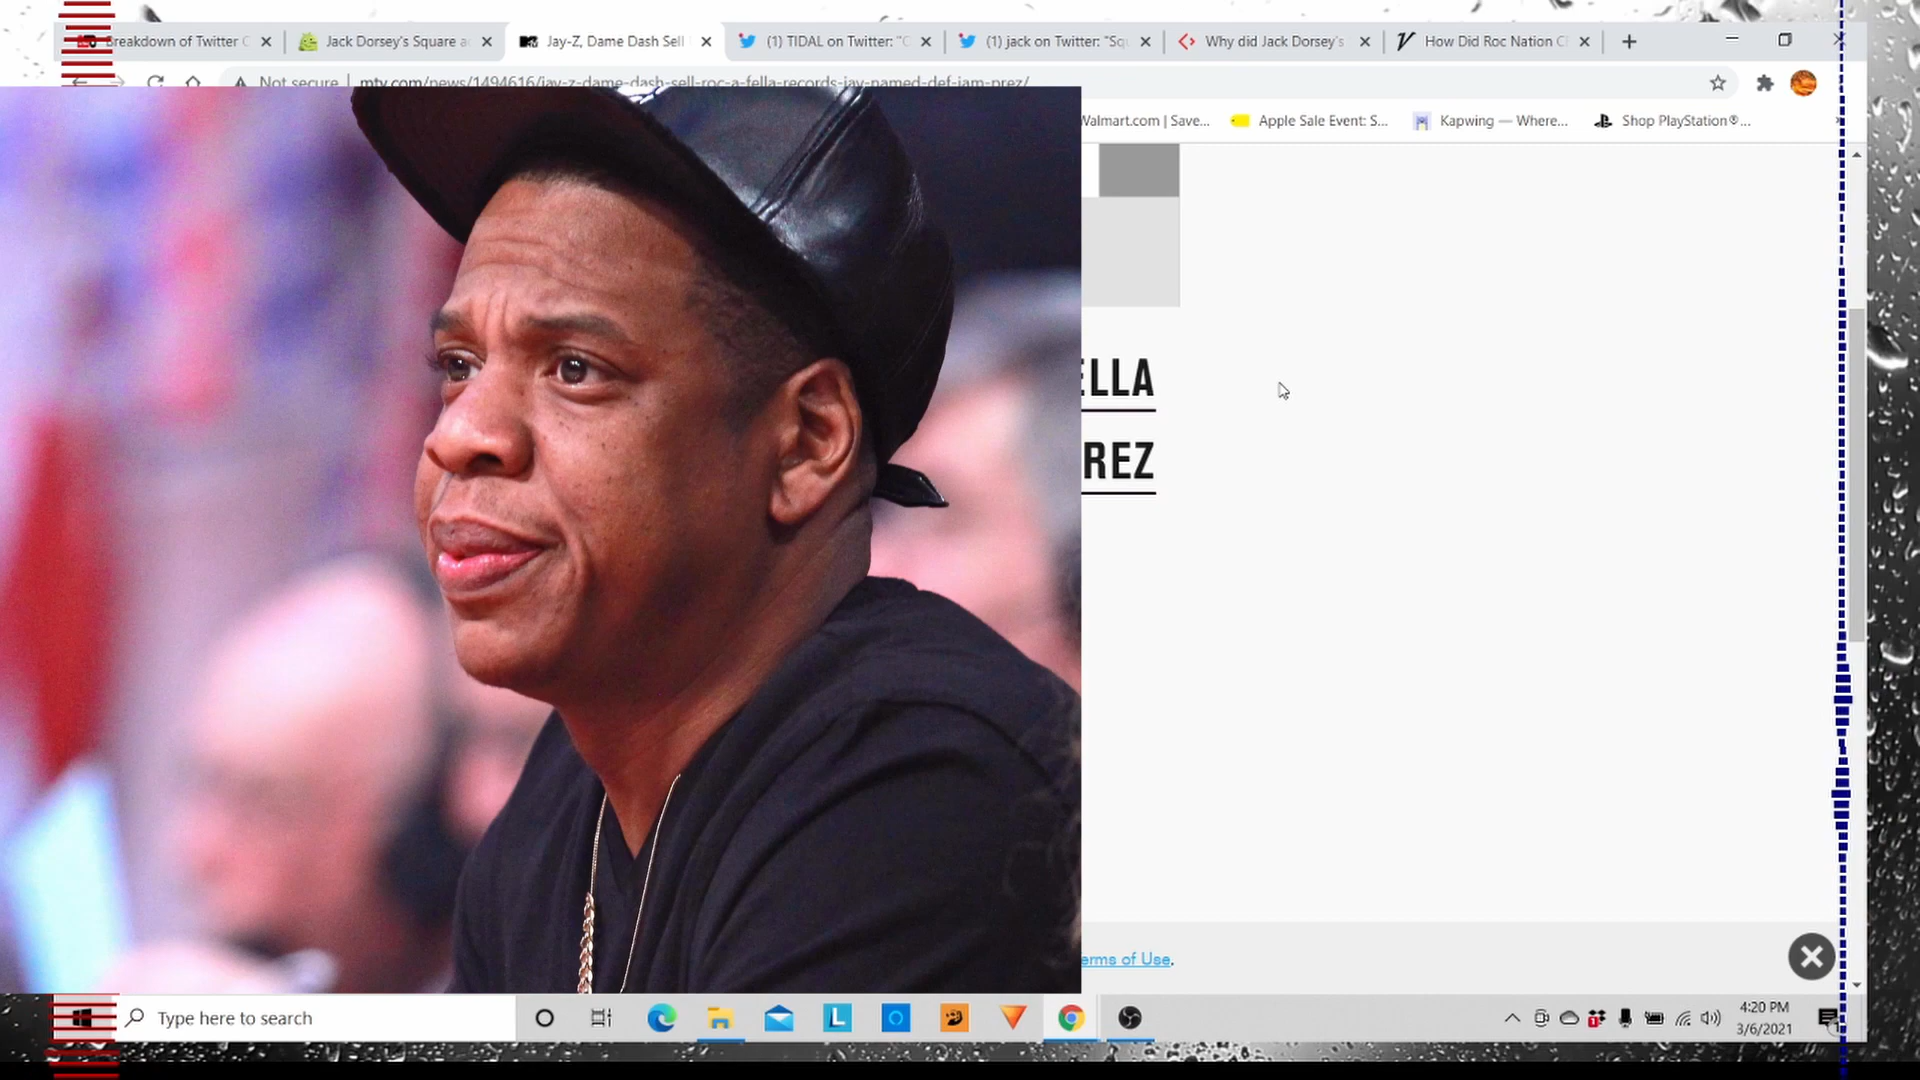 Breakdown of Twitter C
Jack Dorsey's Square a
Jay-Z, Dame Dash Sell
(1) TIDAL on Twitter: "C
(1) jack on Twitter: "Squ
Why did Jack Dorsey's
How Did Roc Nation C
Not secure | mtv.com/news/1494616/jay-z-dame-dash-sell-roc-a-fella-records-jay-named-def-jam-prez/
Walmart.com | Save...
Apple Sale Event: S...
Kapwing — Where...
Shop PlayStation®...
ELLA
REZ
erms of Use.
Type here to search
L
1
4:20 PM
3/6/2021